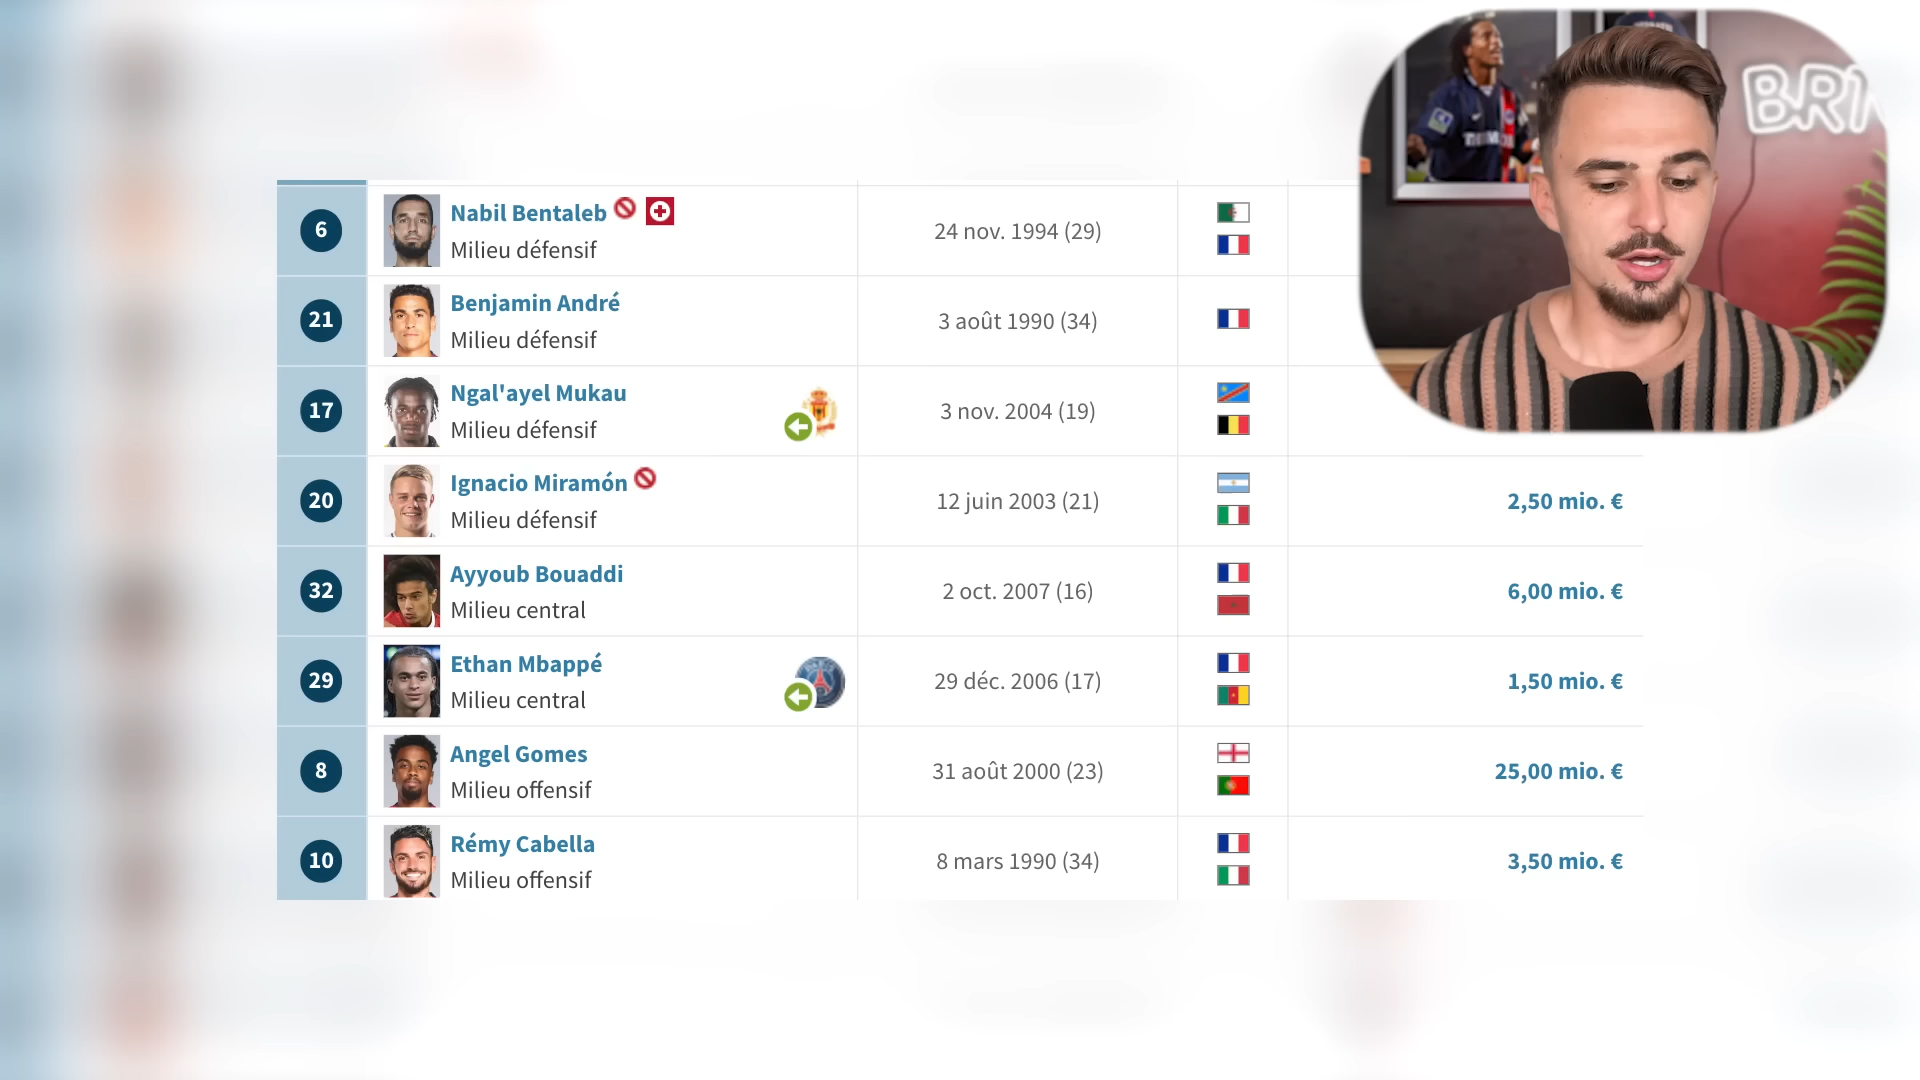 BRI
6
Nabil Bentaleb
Milieu défensif
24 nov. 1994 (29)
21
Benjamin André
Milieu défensif
3 août 1990 (34)
17
Ngal'ayel Mukau
Milieu défensif
3 nov. 2004 (19)
20
Ignacio Miramón
Milieu défensif
12 juin 2003 (21)
2,50 mio. €
32
Ayyoub Bouaddi
Milieu central
2 oct. 2007 (16)
6,00 mio. €
29
Ethan Mbappé
Milieu central
29 déc. 2006 (17)
1,50 mio. €
8
Angel Gomes
Milieu offensif
31 août 2000 (23)
25,00 mio. €
10
Rémy Cabella
Milieu offensif
8 mars 1990 (34)
3,50 mio. €